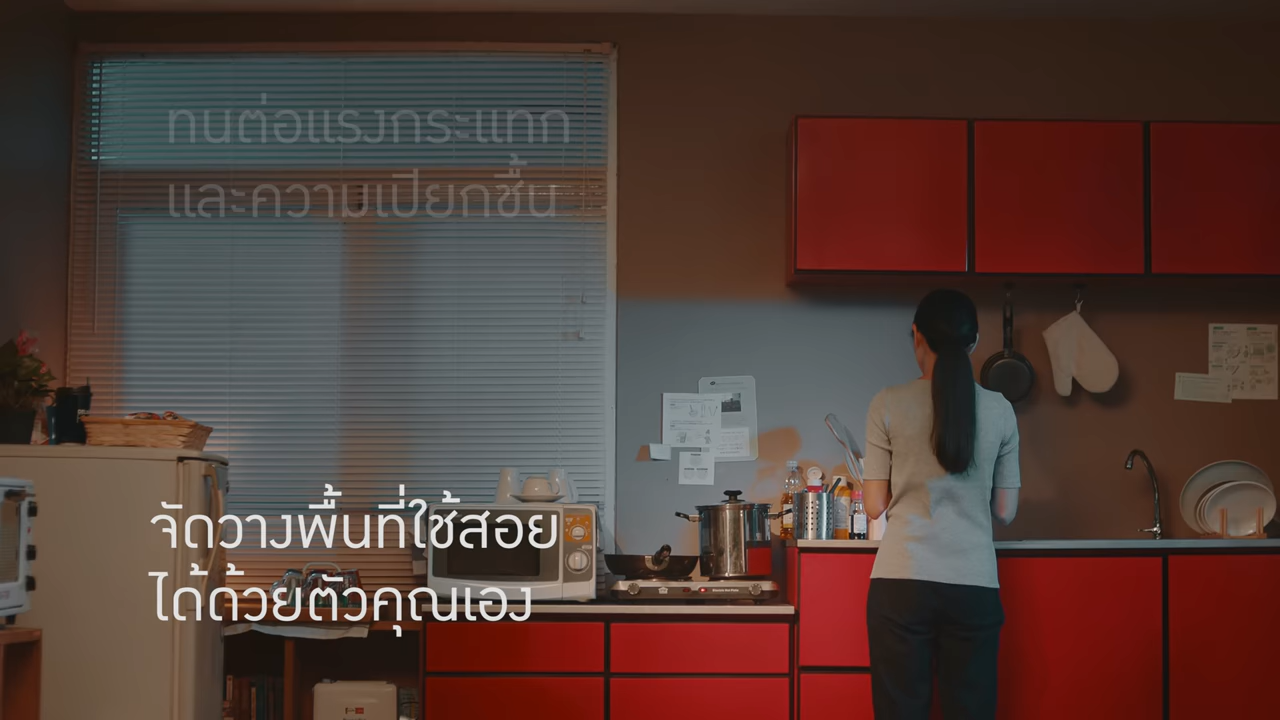 ทนต่อแรงกระแทก
และความเปียกชื้น
จัดวางพื้นที่ใช้สอย
ได้ด้วยตัวคุณเอง